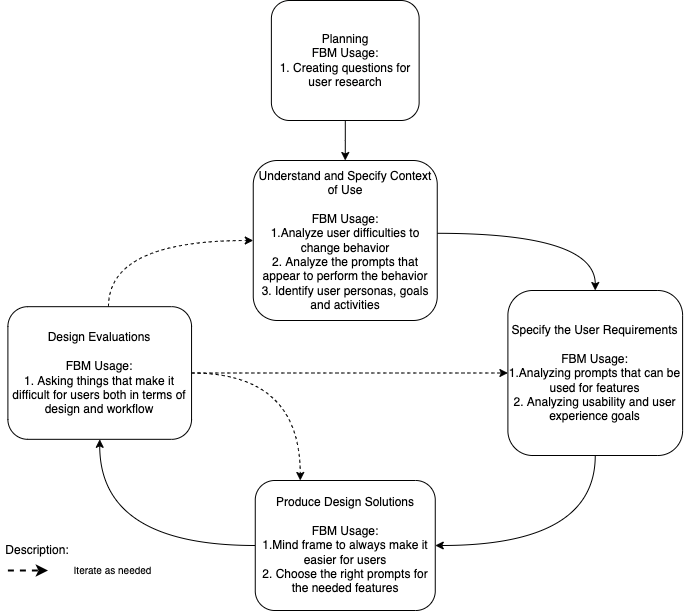 Planning
FBM Usage:
1. Creating questions for
user research
Understand and Specify Context
of Use
FBM Usage:
1.Analyze user difficulties to
change behavior
2. Analyze the prompts that
appear to perform the behavior
3. Identify user personas, goals
and activities
Design Evaluations
FBM Usage:
1. Asking things that make it
difficult for users both in terms of
design and workflow
Specify the User Requirements
FBM Usage:
1.Analyzing prompts that can be
used for features
2. Analyzing usability and user
experience goals
Produce Design Solutions
FBM Usage:
1.Mind frame to always make it
easier for users
2. Choose the right prompts for
the needed features
Description:
Iterate as needed